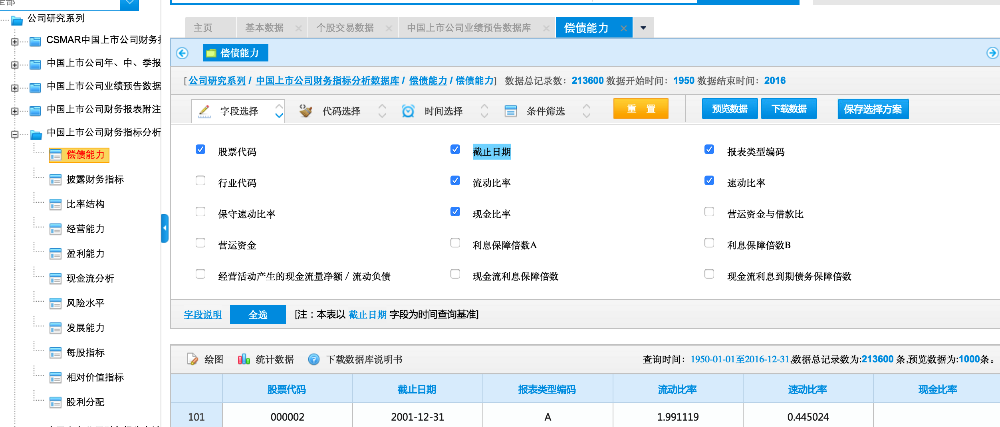 全部
公司研究系列
CSMAR中国上市公司财务
中国上市公司年、中、季报
中国上市公司业绩预告数据
中国上市公司财务报表附注
中国上市公司财务指标分析
偿债能力
披露财务指标
比率结构
经营能力
盈利能力
现金流分析
风险水平
发展能力
每股指标
相对价值指标
股利分配
主页 基本数据 个股交易数据 中国上市公司业绩预告数据库 偿债能力
偿债能力
[公司研究系列 / 中国上市公司财务指标分析数据库 / 偿债能力 / 偿债能力] 数据总记录数：213600 数据开始时间：1950 数据结束时间：2016
字段选择 代码选择 时间选择 条件筛选 重 置 预览数据 下载数据 保存选择方案
股票代码 截止日期 报表类型编码
行业代码 流动比率 速动比率
保守速动比率 现金比率 营运资金与借款比
营运资金 利息保障倍数A 利息保障倍数B
经营活动产生的现金流量净额／流动负债 现金流利息保障倍数 现金流利息到期债务保障倍数
字段说明 全选 [注：本表以 截止日期 字段为时间查询基准]
绘图 统计数据 下载数据库说明书 查询时间：1950-01-01至2016-12-31,数据总记录数为:213600 条,预览数据为:1000条。
股票代码 截止日期 报表类型编码 流动比率 速动比率 现金比率
101 000002 2001-12-31 A 1.991119 0.445024